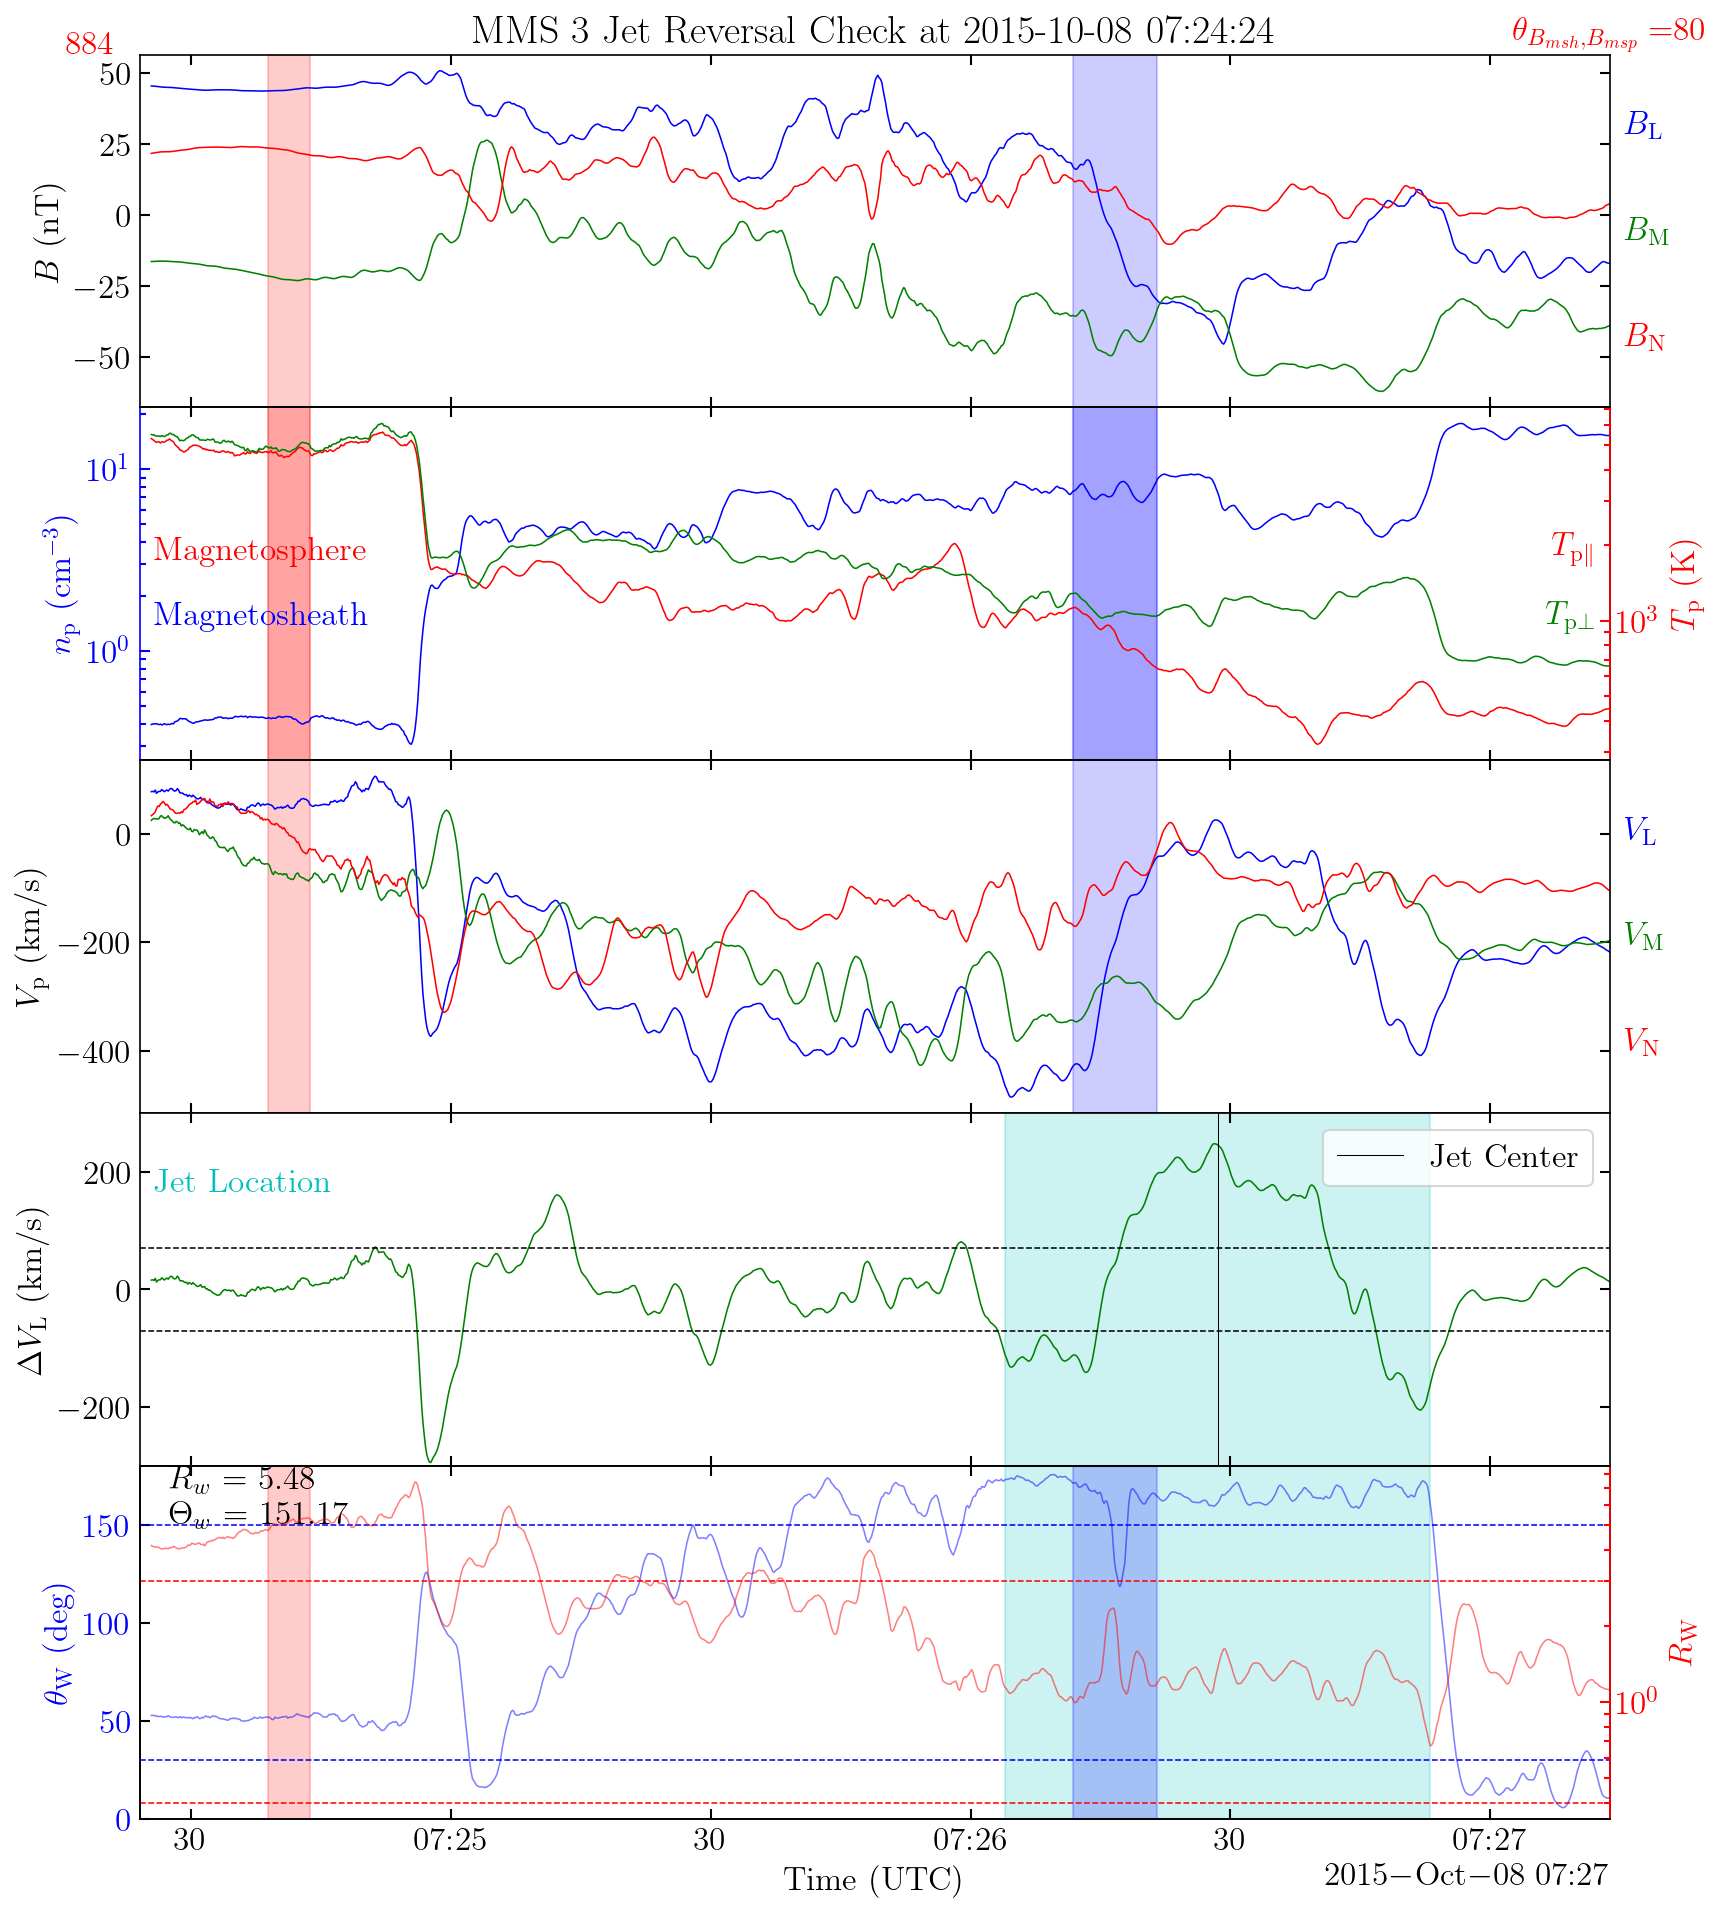 MMS 3 Jet Reversal Check at 2015-10-08 07:24:24
884
θ_{B_{msh},B_{msp}} =80
50
25
0
−25
−50
B (nT)
B_L
B_M
B_N
10^1
10^0
n_p (cm^{−3})
Magnetosphere
Magnetosheath
T_{p∥}
T_{p⊥}
10^3
T_p (K)
0
−200
−400
V_p (km/s)
V_L
V_M
V_N
200
0
−200
ΔV_L (km/s)
Jet Location
Jet Center
R_w = 5.48
Θ_w = 151.17
150
100
50
0
θ_W (deg)
10^0
R_W
30
07:25
30
07:26
30
07:27
Time (UTC)
2015−Oct−08 07:27